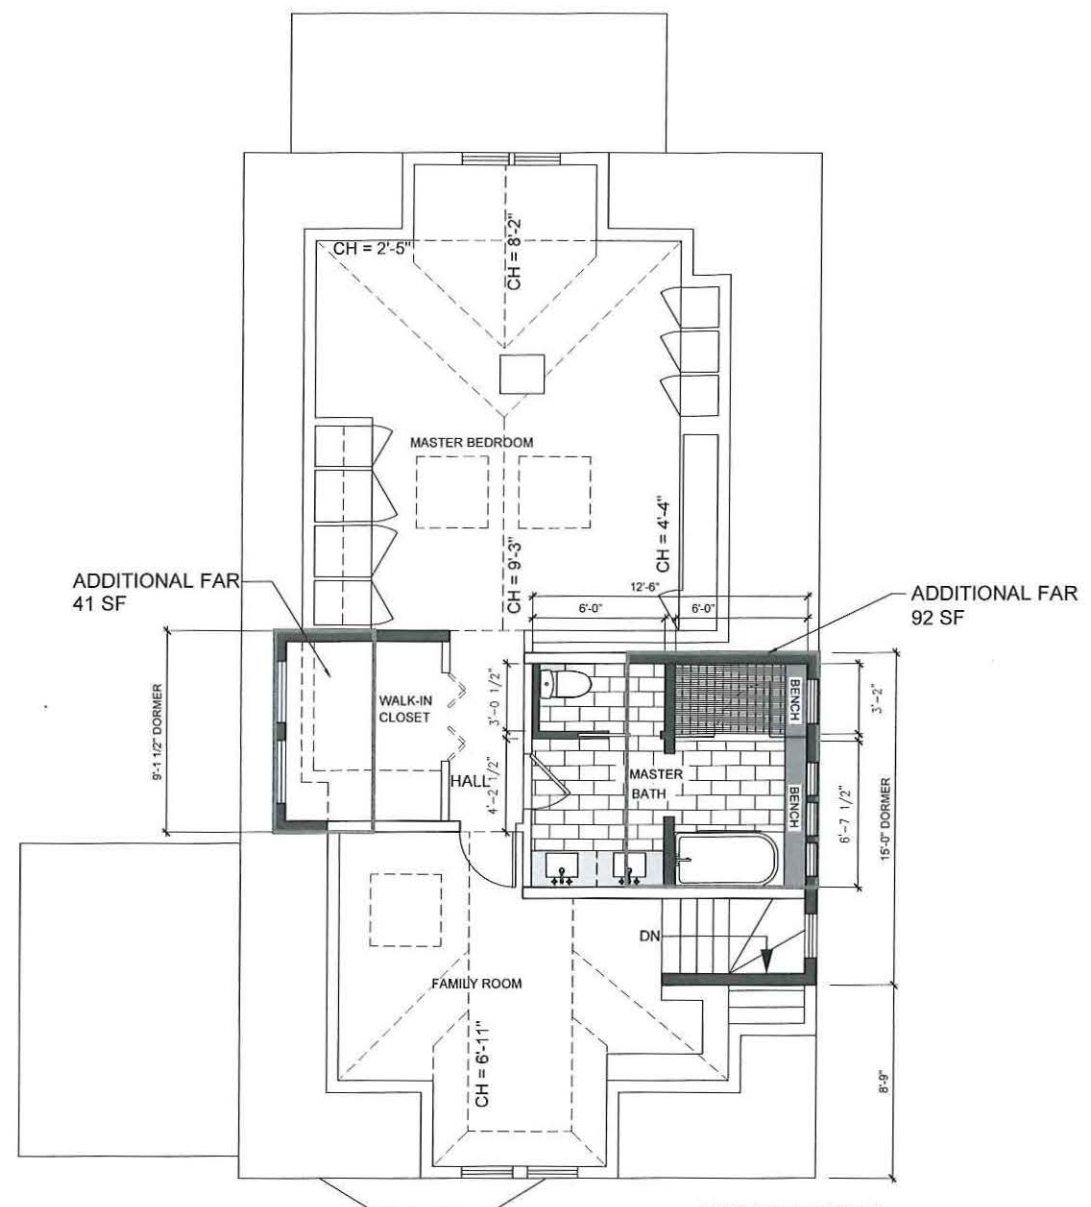 CH = 2'-5"
CH = 8'-2"
MASTER BEDROOM
CH = 4'-4"
CH = 9'-3"
ADDITIONAL FAR
41 SF
12'-6"
6'-0"
6'-0"
ADDITIONAL FAR
92 SF
9'-1 1/2" DORMER
WALK-IN
CLOSET
HALL
3'-0 1/2"
4'-2 1/2"
MASTER
BATH
BENCH
BENCH
3'-2"
6'-7 1/2"
15'-0" DORMER
DN
FAMILY ROOM
CH = 6'-11"
8'-9"